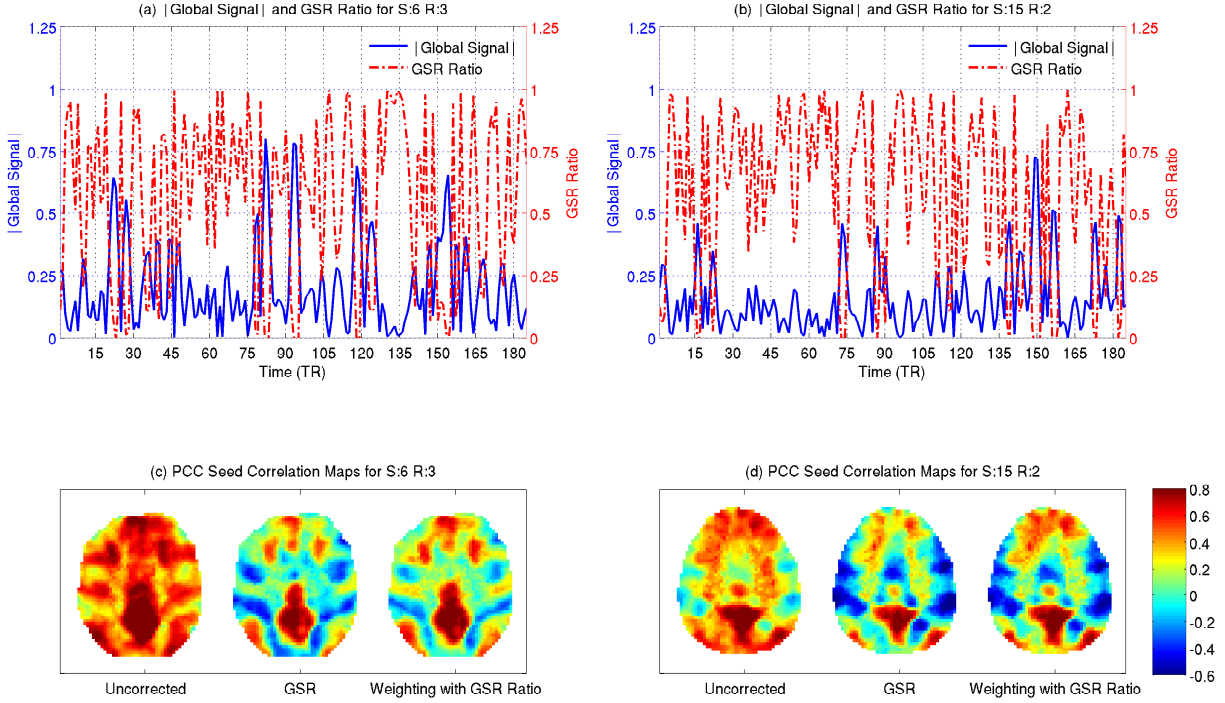 (a) |Global Signal| and GSR Ratio for S:6 R:3
(b) |Global Signal| and GSR Ratio for S:15 R:2
1.25
1
0.75
0.5
0.25
0
|Global Signal|
|Global Signal|
GSR Ratio
1.25
1
0.75
0.5
0.25
0
GSR Ratio
15 30 45 60 75 90 105 120 135 150 165 180
Time (TR)
1.25
1
0.75
0.5
0.25
0
|Global Signal|
|Global Signal|
GSR Ratio
1.25
1
0.75
0.5
0.25
0
GSR Ratio
15 30 45 60 75 90 105 120 135 150 165 180
Time (TR)
(c) PCC Seed Correlation Maps for S:6 R:3
Uncorrected GSR Weighting with GSR Ratio
(d) PCC Seed Correlation Maps for S:15 R:2
Uncorrected GSR Weighting with GSR Ratio
0.8
0.6
0.4
0.2
0
-0.2
-0.4
-0.6